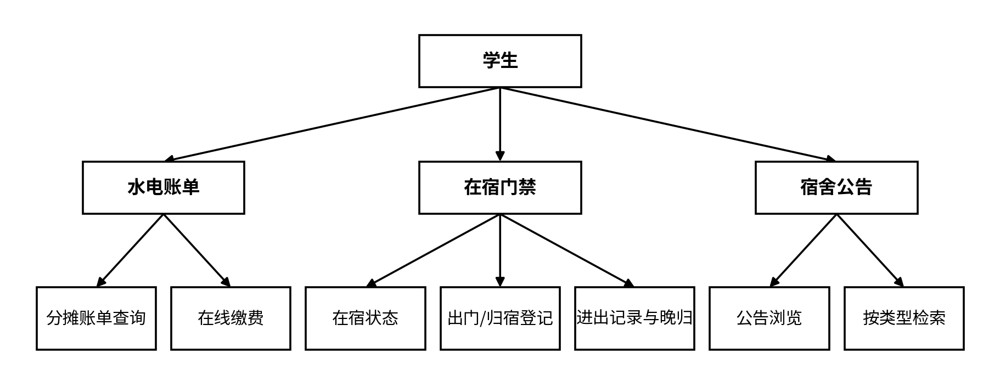 学生
水电账单
在宿门禁
宿舍公告
分摊账单查询
在线缴费
在宿状态
出门/归宿登记
进出记录与晚归
公告浏览
按类型检索